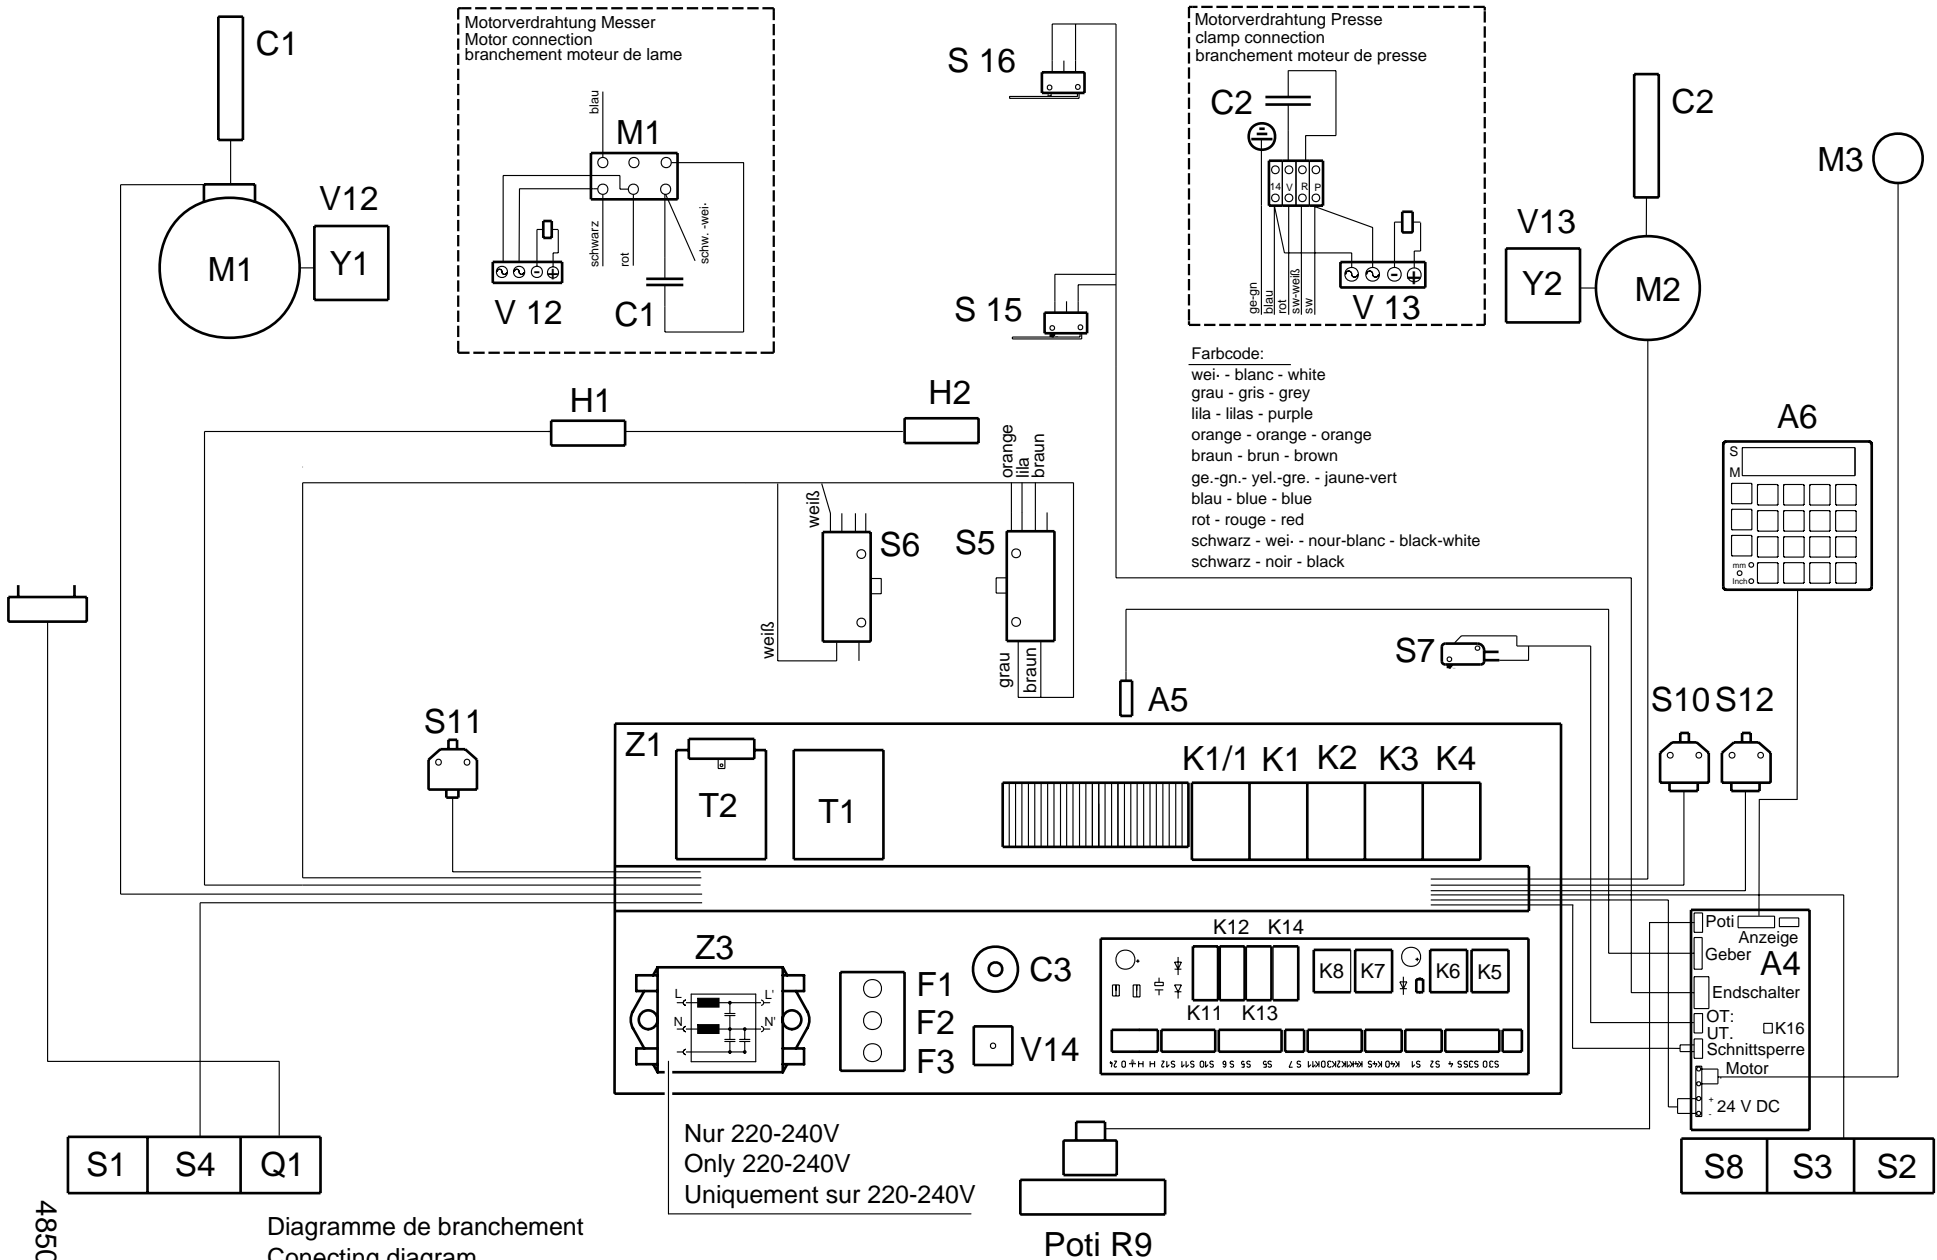 C1
Motorverdrahtung Messer
Motor connection
branchement moteur de lame
blau
M1
schwarz
rot
schw. -wei·
V 12
C1
S 16
S 15
Motorverdrahtung Presse
clamp connection
branchement moteur de presse
C2
14 V R P
ge-gn
blau
rot
sw-weiß
sw
V 13
C2
M3
V12
M1
Y1
V13
Y2
M2
Farbcode:
wei· - blanc - white
grau - gris - grey
lila - lilas - purple
orange - orange - orange
braun - brun - brown
ge.-gn.- yel.-gre. - jaune-vert
blau - blue - blue
rot - rouge - red
schwarz - wei· - nour-blanc - black-white
schwarz - noir - black
H1
H2
A6
S
M
mm
Inch
orange
lila
braun
weiß
S6
S5
weiß
grau
braun
S7
A5
S10
S12
S11
Z1
T2
T1
K1/1
K1
K2
K3
K4
Z3
L
L'
N
N'
F1
F2
F3
C3
V14
K12
K14
K8
K7
K6
K5
K11
K13
Poti
Anzeige
Geber
A4
Endschalter
OT:
UT.
K16
Schnittsperre
Motor
+
24 V DC
-
S1
S4
Q1
Nur 220-240V
Only 220-240V
Uniquement sur 220-240V
S8
S3
S2
Poti R9
4850
Diagramme de branchement
Conecting diagram